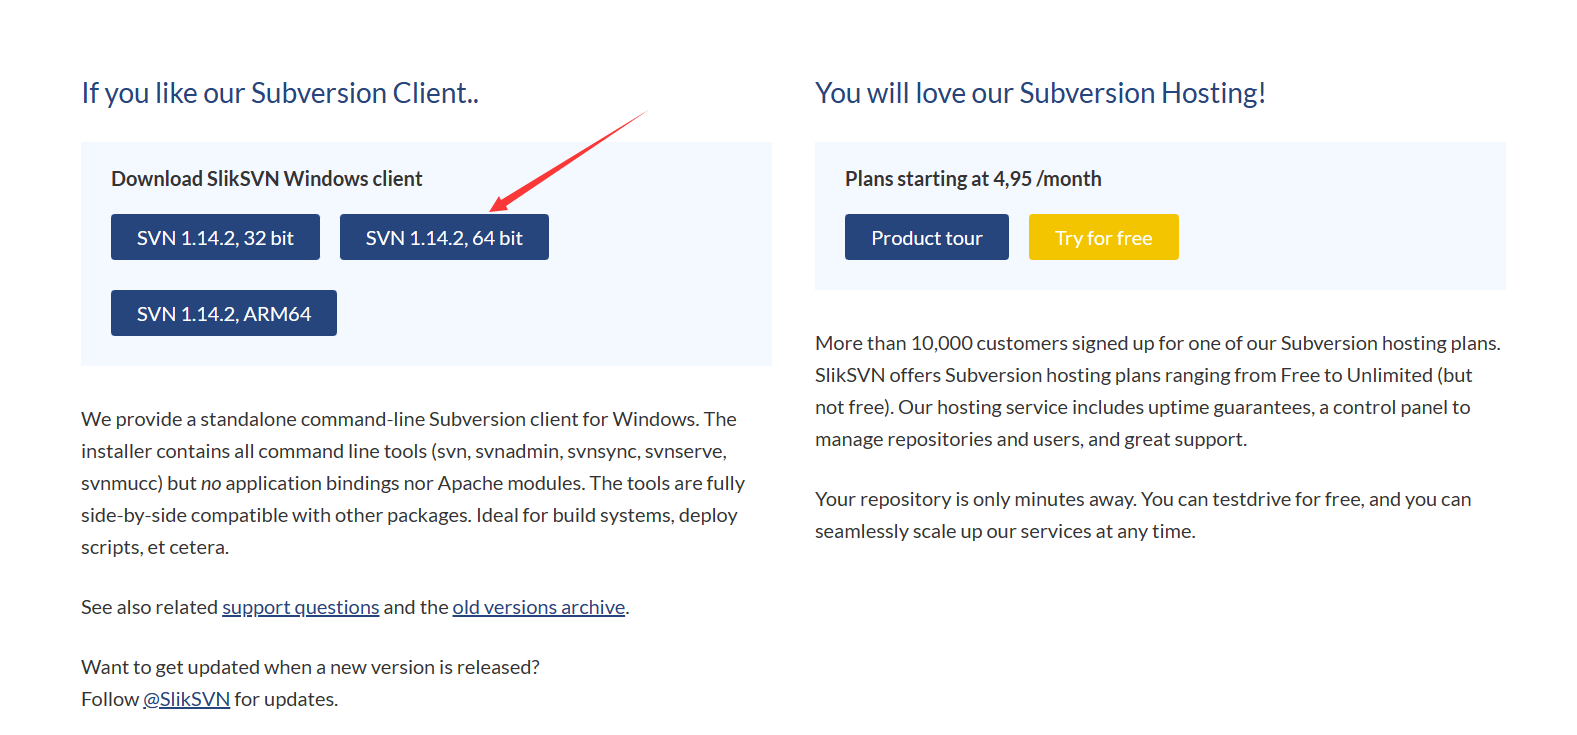 If you like our Subversion Client..
Download SlikSVN Windows client
SVN 1.14.2, 32 bit
SVN 1.14.2, 64 bit
SVN 1.14.2, ARM64
We provide a standalone command-line Subversion client for Windows. The
installer contains all command line tools (svn, svnadmin, svnsync, svnserve,
svnmucc) but no application bindings nor Apache modules. The tools are fully
side-by-side compatible with other packages. Ideal for build systems, deploy
scripts, et cetera.
See also related support questions and the old versions archive.
Want to get updated when a new version is released?
Follow @SlikSVN for updates.
You will love our Subversion Hosting!
Plans starting at 4,95 /month
Product tour
Try for free
More than 10,000 customers signed up for one of our Subversion hosting plans.
SlikSVN offers Subversion hosting plans ranging from Free to Unlimited (but
not free). Our hosting service includes uptime guarantees, a control panel to
manage repositories and users, and great support.
Your repository is only minutes away. You can testdrive for free, and you can
seamlessly scale up our services at any time.